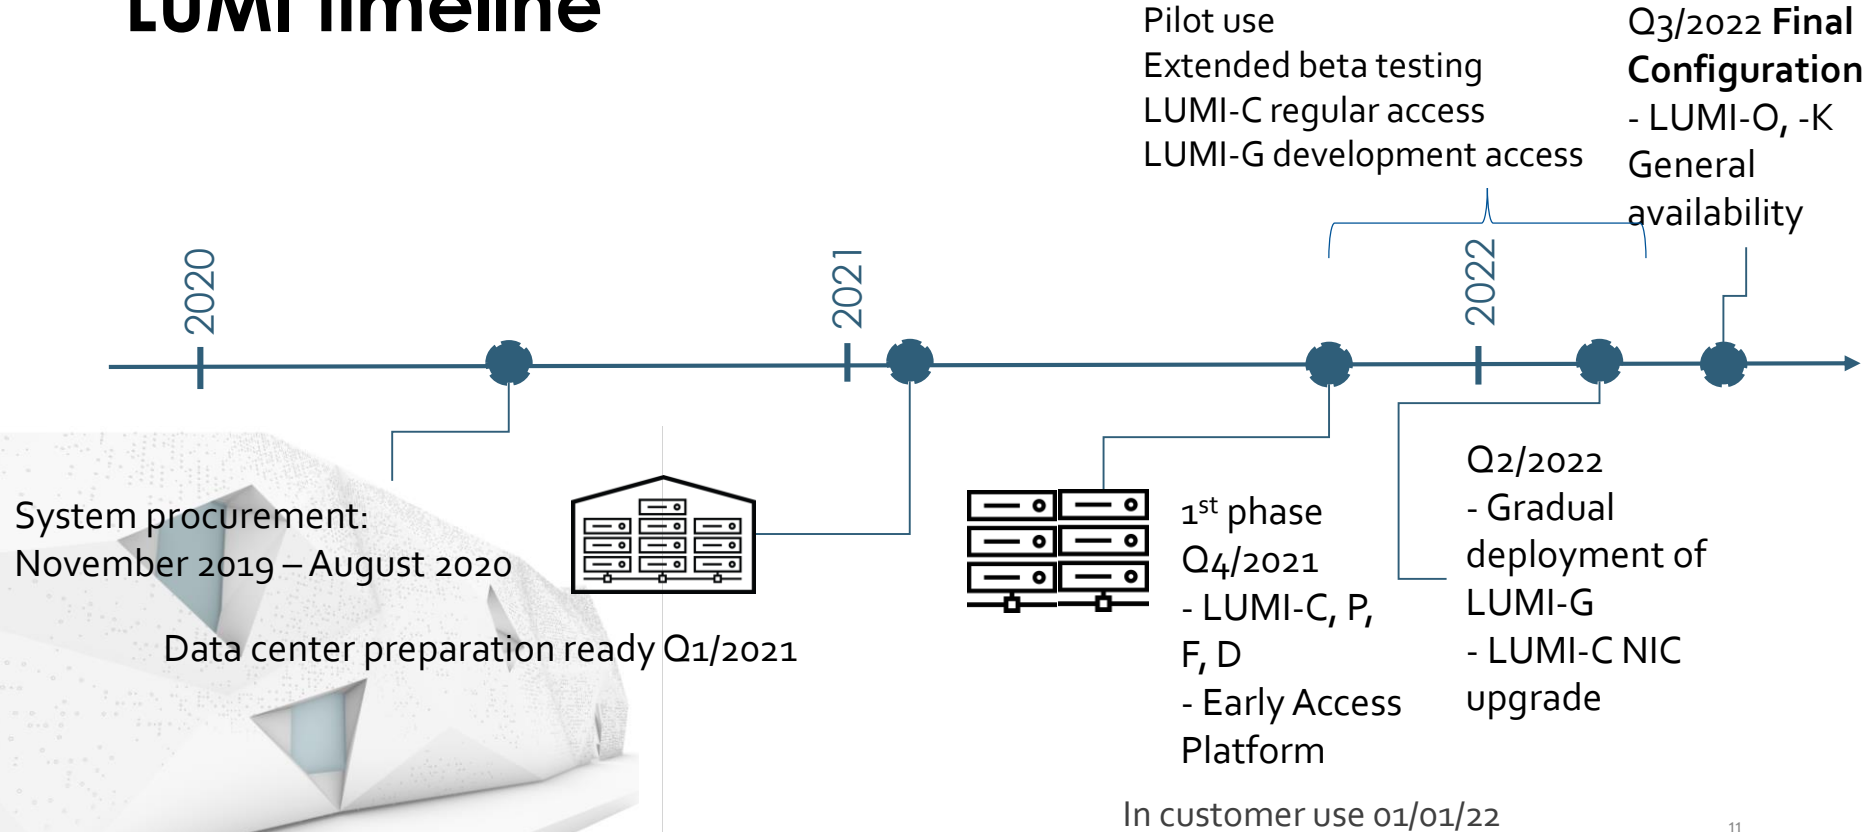 LUMI timeline
Pilot use
Extended beta testing
LUMI-C regular access
LUMI-G development access
Q3/2022 Final
Configuration
- LUMI-O, -K
General
availability
2020
2021
2022
System procurement:
November 2019 – August 2020
Data center preparation ready Q1/2021
1st phase
Q4/2021
- LUMI-C, P,
F, D
- Early Access
Platform
Q2/2022
- Gradual
deployment of
LUMI-G
- LUMI-C NIC
upgrade
In customer use 01/01/22
11